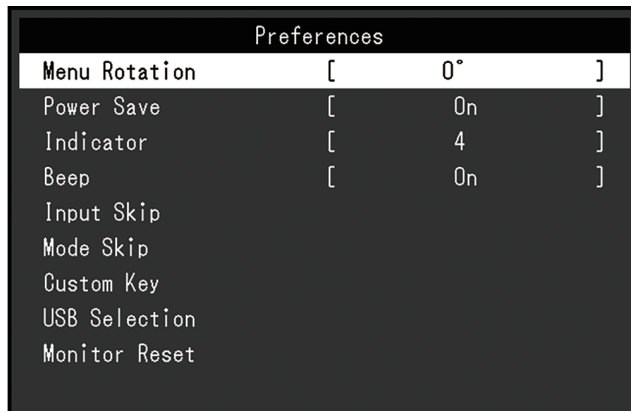 Preferences
Menu Rotation [ 0° ]
Power Save [ On ]
Indicator [ 4 ]
Beep [ On ]
Input Skip
Mode Skip
Custom Key
USB Selection
Monitor Reset